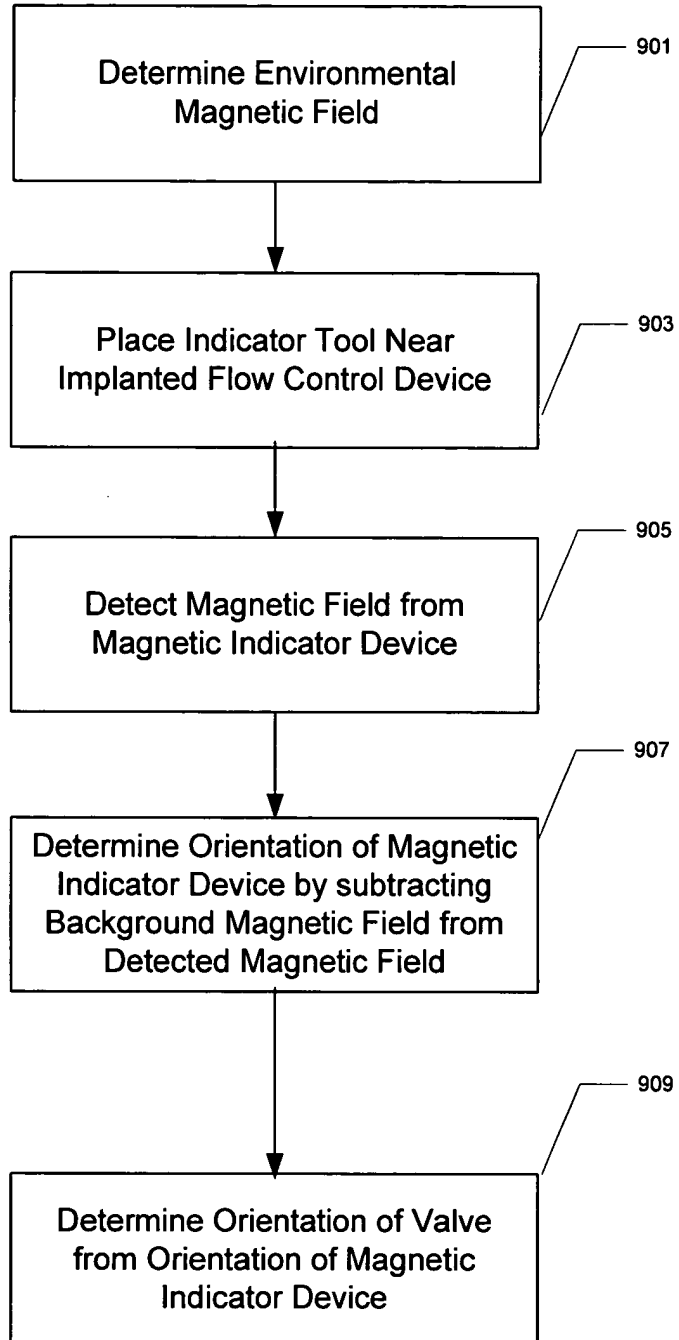 Determine Environmental
Magnetic Field
901
Place Indicator Tool Near
Implanted Flow Control Device
903
Detect Magnetic Field from
Magnetic Indicator Device
905
Determine Orientation of Magnetic
Indicator Device by subtracting
Background Magnetic Field from
Detected Magnetic Field
907
Determine Orientation of Valve
from Orientation of Magnetic
Indicator Device
909